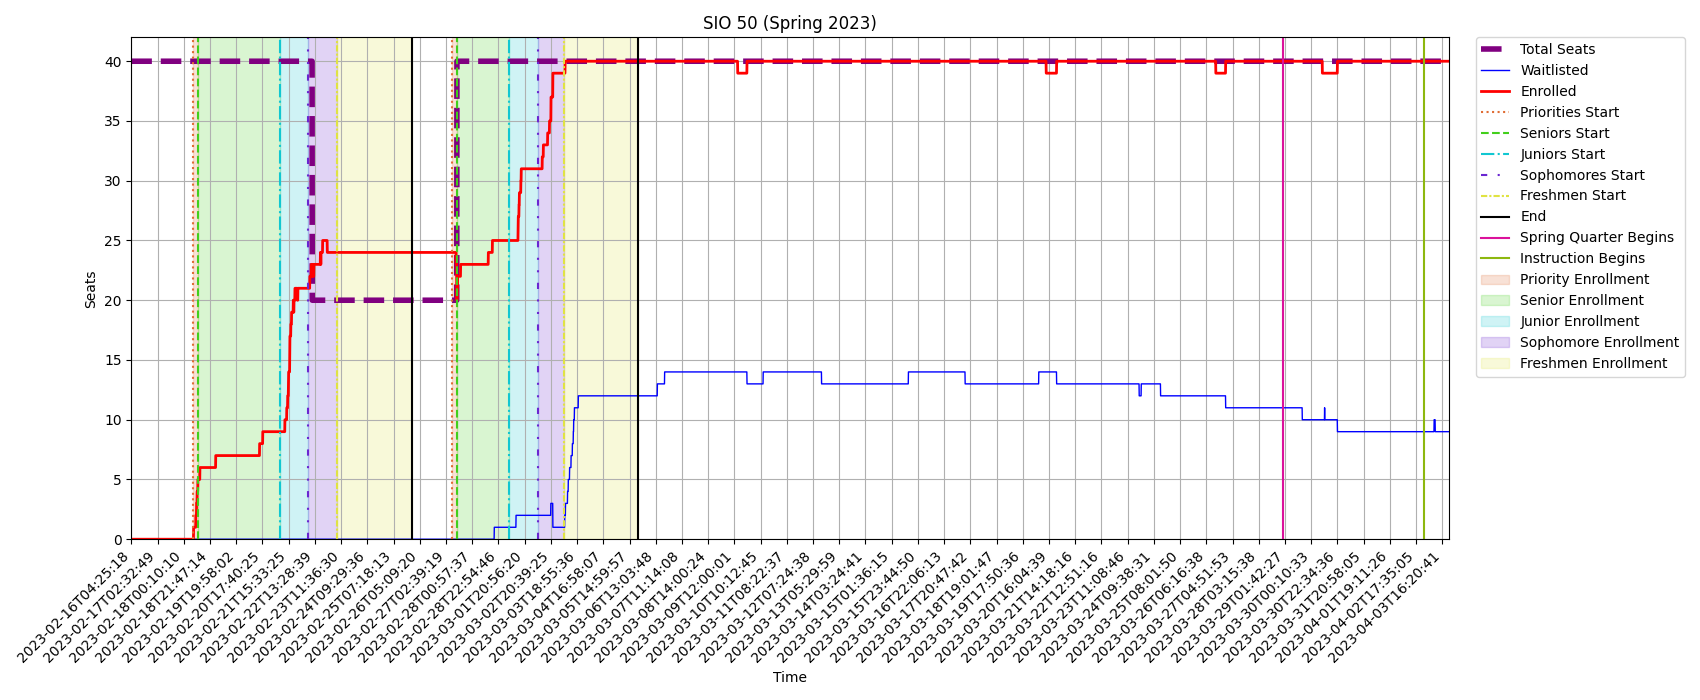 SIO 50 (Spring 2023)
Seats
40
35
30
25
20
15
10
5
0
2023-02-16T04:25:18
2023-02-17T02:32:49
2023-02-18T00:10:10
2023-02-18T21:47:14
2023-02-19T19:58:02
2023-02-20T17:40:25
2023-02-21T15:33:25
2023-02-22T13:28:39
2023-02-23T11:36:30
2023-02-24T09:29:36
2023-02-25T07:18:13
2023-02-26T05:09:20
2023-02-27T02:39:19
2023-02-28T00:57:37
2023-02-28T22:54:46
2023-03-01T20:56:20
2023-03-02T20:39:25
2023-03-03T18:55:36
2023-03-04T16:58:07
2023-03-05T14:59:57
2023-03-06T13:03:48
2023-03-07T11:14:09
2023-03-08T14:00:24
2023-03-09T12:00:01
2023-03-10T10:12:45
2023-03-11T08:22:37
2023-03-12T07:24:38
2023-03-13T05:29:59
2023-03-14T03:24:41
2023-03-15T01:36:15
2023-03-15T23:44:50
2023-03-16T22:06:13
2023-03-17T20:47:42
2023-03-18T19:01:47
2023-03-19T17:50:36
2023-03-20T16:04:39
2023-03-21T14:18:16
2023-03-22T12:51:16
2023-03-23T11:08:46
2023-03-24T09:38:31
2023-03-25T08:01:50
2023-03-26T06:16:38
2023-03-27T04:51:53
2023-03-28T03:15:38
2023-03-29T01:42:27
2023-03-30T00:10:33
2023-03-30T22:34:36
2023-03-31T20:58:05
2023-04-01T19:11:26
2023-04-02T17:35:05
2023-04-03T16:20:41
Time
Total Seats
Waitlisted
Enrolled
Priorities Start
Seniors Start
Juniors Start
Sophomores Start
Freshmen Start
End
Spring Quarter Begins
Instruction Begins
Priority Enrollment
Senior Enrollment
Junior Enrollment
Sophomore Enrollment
Freshmen Enrollment